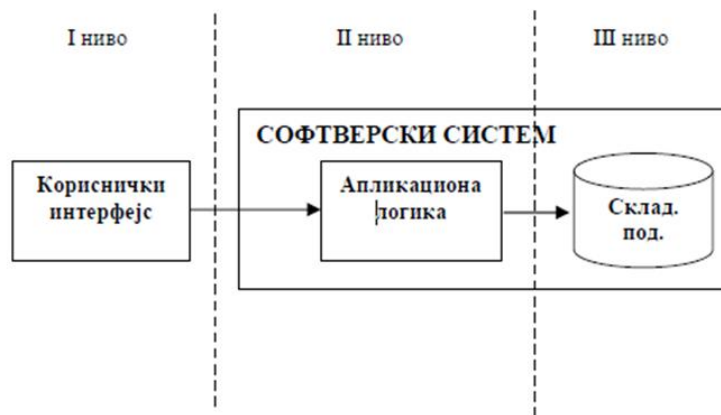 I ниво
II ниво
III ниво
СОФТВЕРСКИ СИСТЕМ
Кориснички
интерфејс
Апликациона
логика
Склад.
под.